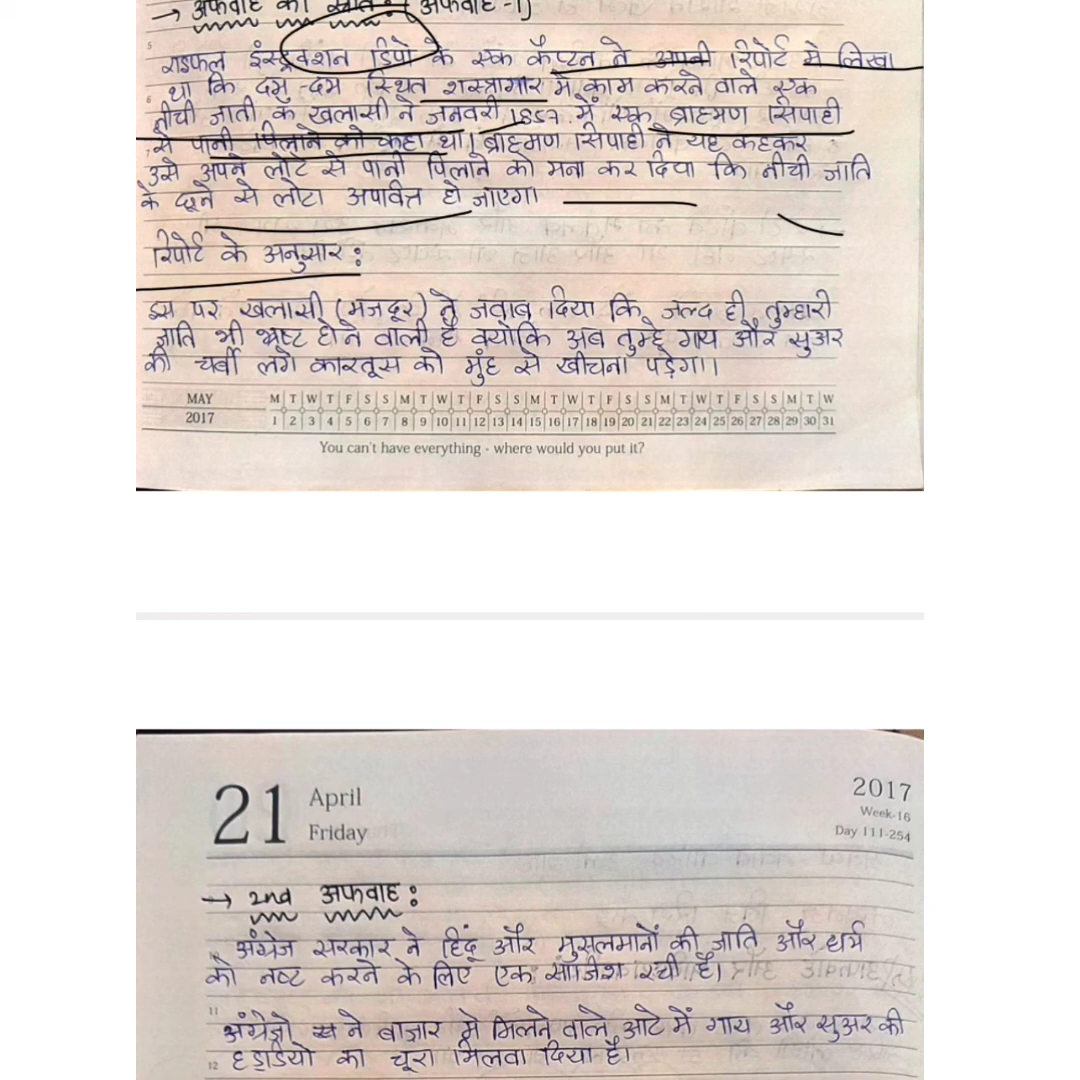 → अफवाह का स्रोत :- ( अफवाह -1)
5
राइफल इंस्ट्रक्शन डिपो के एक कैप्टन ने अपनी रिपोर्ट मे लिखा
6 था कि दम-दम स्थित शस्त्रागार में काम करने वाले एक
नीची जाती के खलासी ने जनवरी 1857 में एक ब्राह्मण सिपाही
से पानी पिलाने को कहा था। ब्राह्मण सिपाही ने यह कहकर
उसे अपने लोटे से पानी पिलाने को मना कर दिया कि नीची जाति
के छूने से लोटा अपवित्र हो जाएगा
रिपोर्ट के अनुसार :
इस पर खलासी (मजदूर) ने जवाब दिया कि जल्द ही तुम्हारी
जाति भी भ्रष्ट होने वाली है क्योकि अब तुम्हे गाय और सुअर
की चर्बी लगे कारतूस को मुंह से खीचना पड़ेगा।
MAY M T W T F S S M T W T F S S M T W T F S S M T W T F S S M T W
2017 1 2 3 4 5 6 7 8 9 10 11 12 13 14 15 16 17 18 19 20 21 22 23 24 25 26 27 28 29 30 31
You can't have everything - where would you put it?
21 April 2017
Friday Week-16
Day 111-254
→ 2nd अफवाह :
अंग्रेज सरकार ने हिंदू और मुसलमानों की जाति और धर्म
को नष्ट करने के लिए एक साजिश रची है।
11
अंग्रेजो ने बाज़ार मे मिलने वाले आटे में गाय और सुअर की
12 हड्डियो का चूरा मिलवा दिया है।